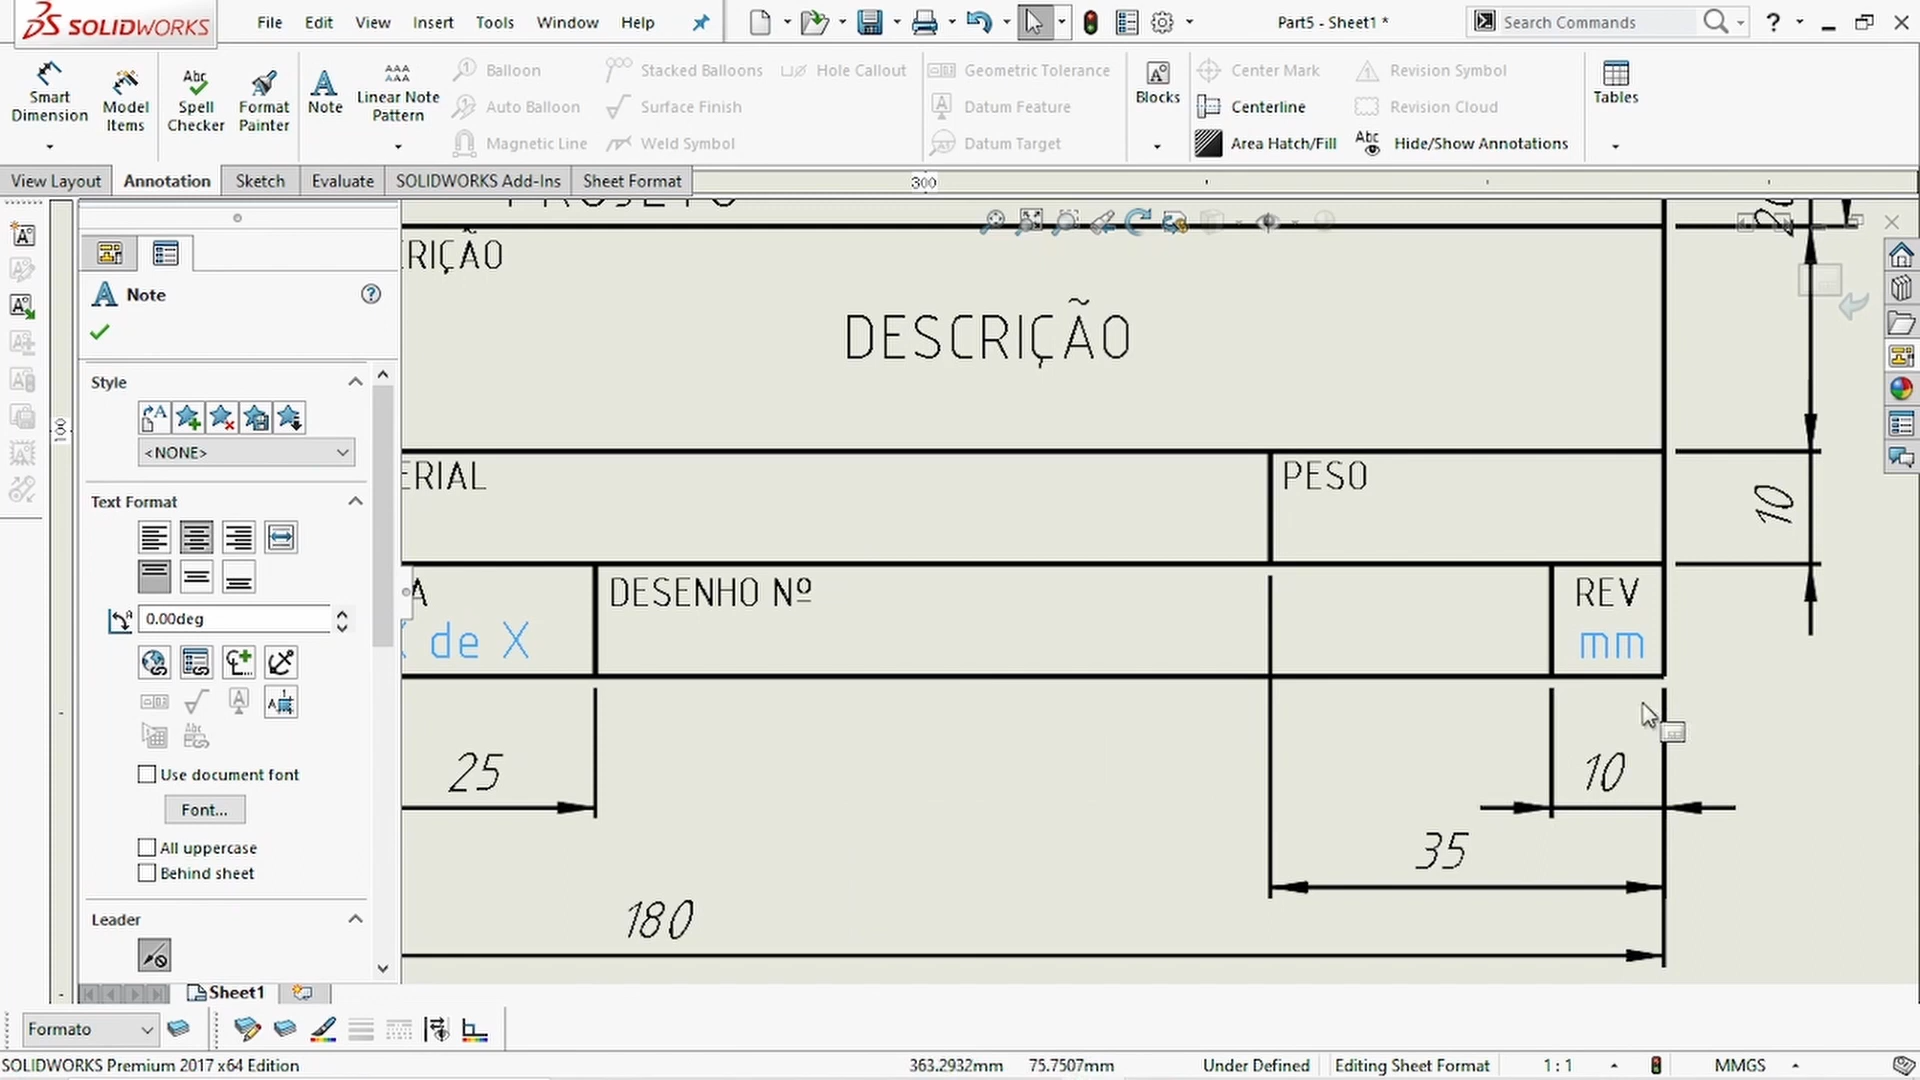 SOLIDWORKS
File Edit View Insert Tools Window Help
Part5 - Sheet1 *
Search Commands
?
Smart Dimension
Model Items
Spell Checker
Format Painter
Note
Linear Note Pattern
Balloon
Auto Balloon
Magnetic Line
Stacked Balloons
Surface Finish
Weld Symbol
Hole Callout
Geometric Tolerance
Datum Feature
Datum Target
Blocks
Center Mark
Centerline
Area Hatch/Fill
Revision Symbol
Revision Cloud
Hide/Show Annotations
Tables
View Layout Annotation Sketch Evaluate SOLIDWORKS Add-Ins Sheet Format
300
100
Note
Style
<NONE>
Text Format
0.00deg
Use document font
Font...
All uppercase
Behind sheet
Leader
PROJETO
RIÇÃO
DESCRIÇÃO
ERIAL
PESO
10
A
DESENHO Nº
REV
X de X
mm
25
10
35
180
Sheet1
Formato
SOLIDWORKS Premium 2017 x64 Edition
363.2932mm 75.7507mm Under Defined Editing Sheet Format 1:1 MMGS